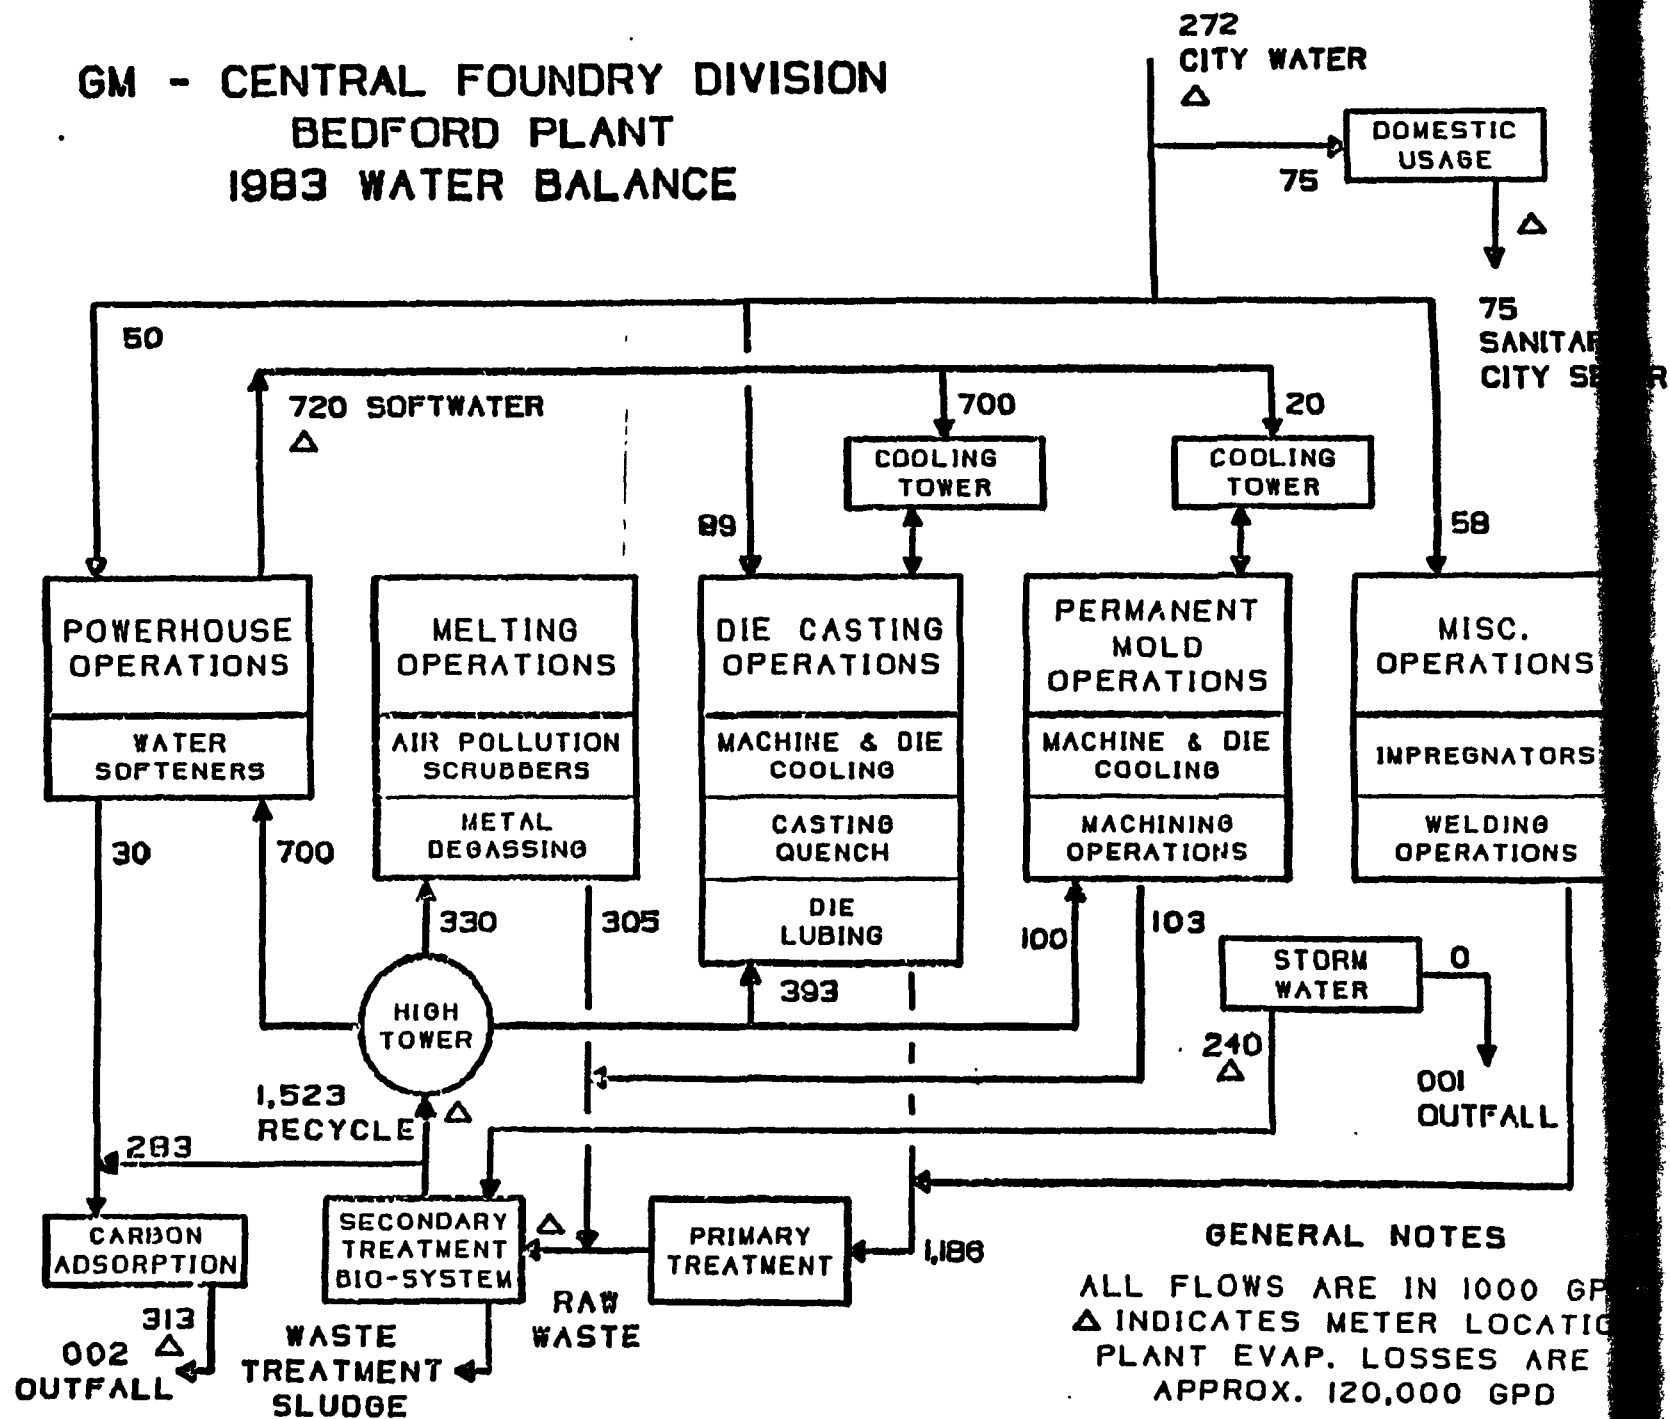 GM - CENTRAL FOUNDRY DIVISION
BEDFORD PLANT
1983 WATER BALANCE
272
CITY WATER
DOMESTIC
USAGE
75
75
SANITAR
CITY SE
50
720 SOFTWATER
700
20
COOLING
TOWER
COOLING
TOWER
89
58
POWERHOUSE
OPERATIONS
WATER
SOFTENERS
MELTING
OPERATIONS
AIR POLLUTION
SCRUBBERS
METAL
DEGASSING
DIE CASTING
OPERATIONS
MACHINE & DIE
COOLING
CASTING
QUENCH
DIE
LUBING
PERMANENT
MOLD
OPERATIONS
MACHINE & DIE
COOLING
MACHINING
OPERATIONS
MISC.
OPERATIONS
IMPREGNATORS
WELDING
OPERATIONS
30
700
330
305
393
100
103
HIGH
TOWER
STORM
WATER
0
240
001
OUTFALL
1,523
RECYCLE
283
CARBON
ADSORPTION
SECONDARY
TREATMENT
BIO-SYSTEM
PRIMARY
TREATMENT
1,186
RAW
WASTE
313
002
OUTFALL
WASTE
TREATMENT
SLUDGE
GENERAL NOTES
ALL FLOWS ARE IN 1000 GP
△ INDICATES METER LOCATIO
PLANT EVAP. LOSSES ARE
APPROX. 120,000 GPD